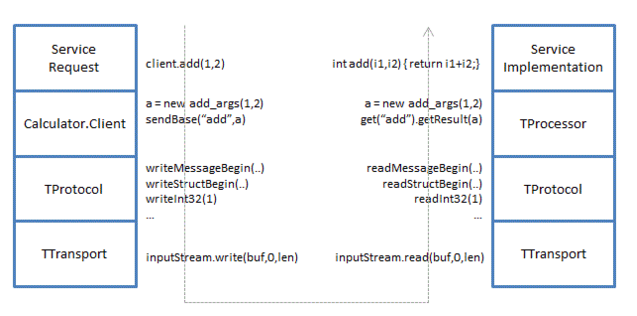 Service
Request
client.add(1,2)
int add(i1,i2) { return i1+i2;}
Service
Implementation
Calculator.Client
a = new add_args(1,2)
sendBase("add",a)
a = new add_args(1,2)
get("add").getResult(a)
TProcessor
TProtocol
writeMessageBegin(..)
writeStructBegin(..)
writeInt32(1)
...
readMessageBegin(..)
readStructBegin(..)
readInt32(1)
...
TProtocol
TTransport
inputStream.write(buf,0,len)
inputStream.read(buf,0,len)
TTransport